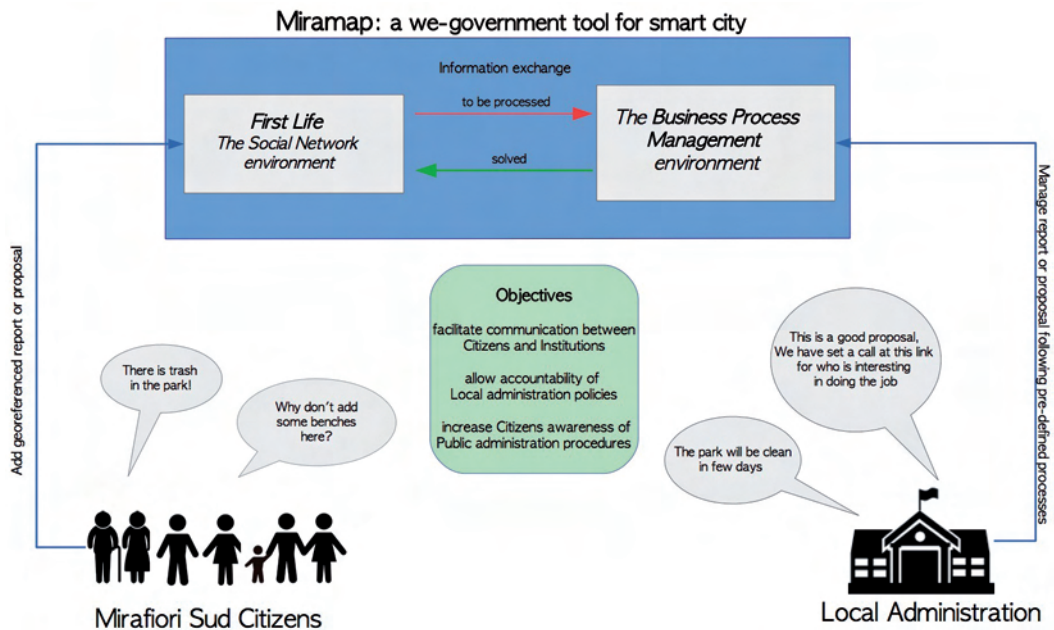 Miramap: a we-government tool for smart city
Information exchange
to be processed
First Life
The Social Network
environment
The Business Process
Management
environment
solved
Add georeferenced report or proposal
Manage report or proposal following pre-defined processes
Objectives
facilitate communication between
Citizens and Institutions
allow accountability of
Local administration policies
increase Citizens awareness of
Public administration procedures
There is trash
in the park!
Why don't add
some benches
here?
This is a good proposal,
We have set a call at this link
for who is interesting
in doing the job
The park will be clean
in few days
Mirafiori Sud Citizens
Local Administration